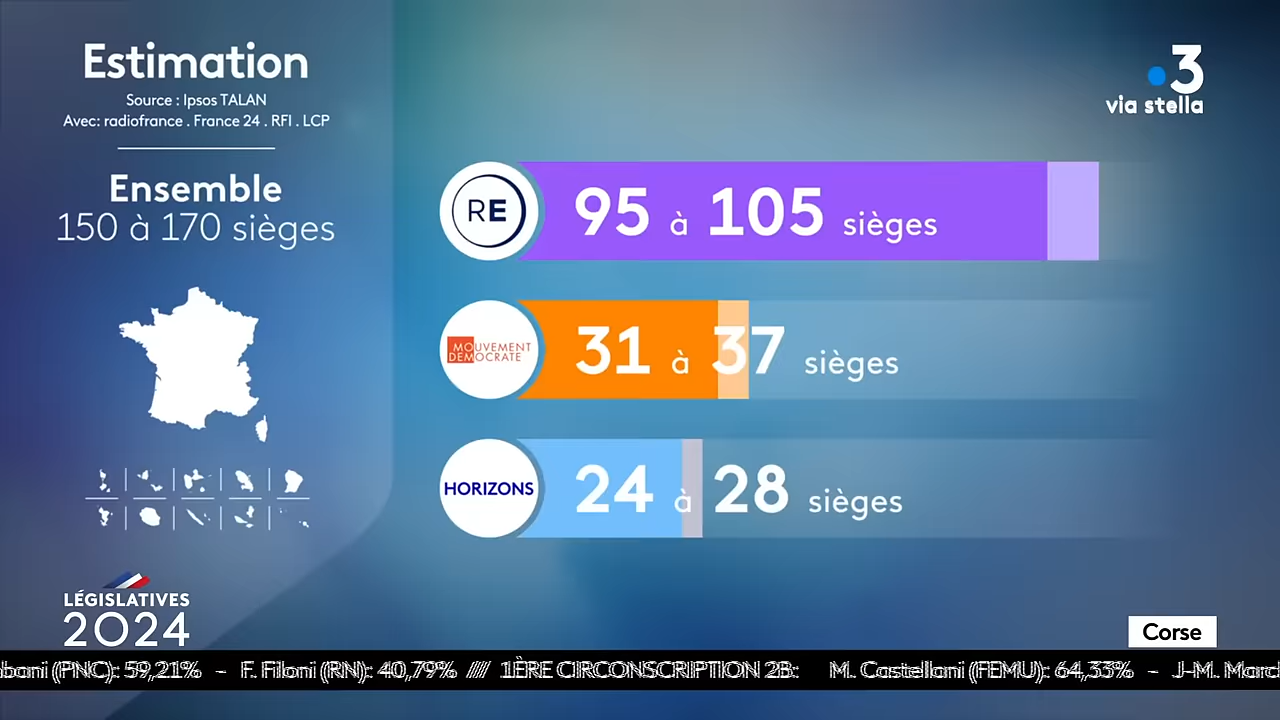 Estimation
Source : Ipsos TALAN
Avec: radiofrance . France 24 . RFI . LCP
Ensemble
150 à 170 sièges
3
via stella
RE
95 à 105 sièges
MOUVEMENT
DEMOCRATE
31 à 37 sièges
HORIZONS
24 à 28 sièges
LÉGISLATIVES
2024
Corse
(PNC): 59,21% – F. Filoni (RN): 40,79% /// 1ÈRE CIRCONSCRIPTION 2B: M. Castellani (FEMU): 64,33% – J-M.